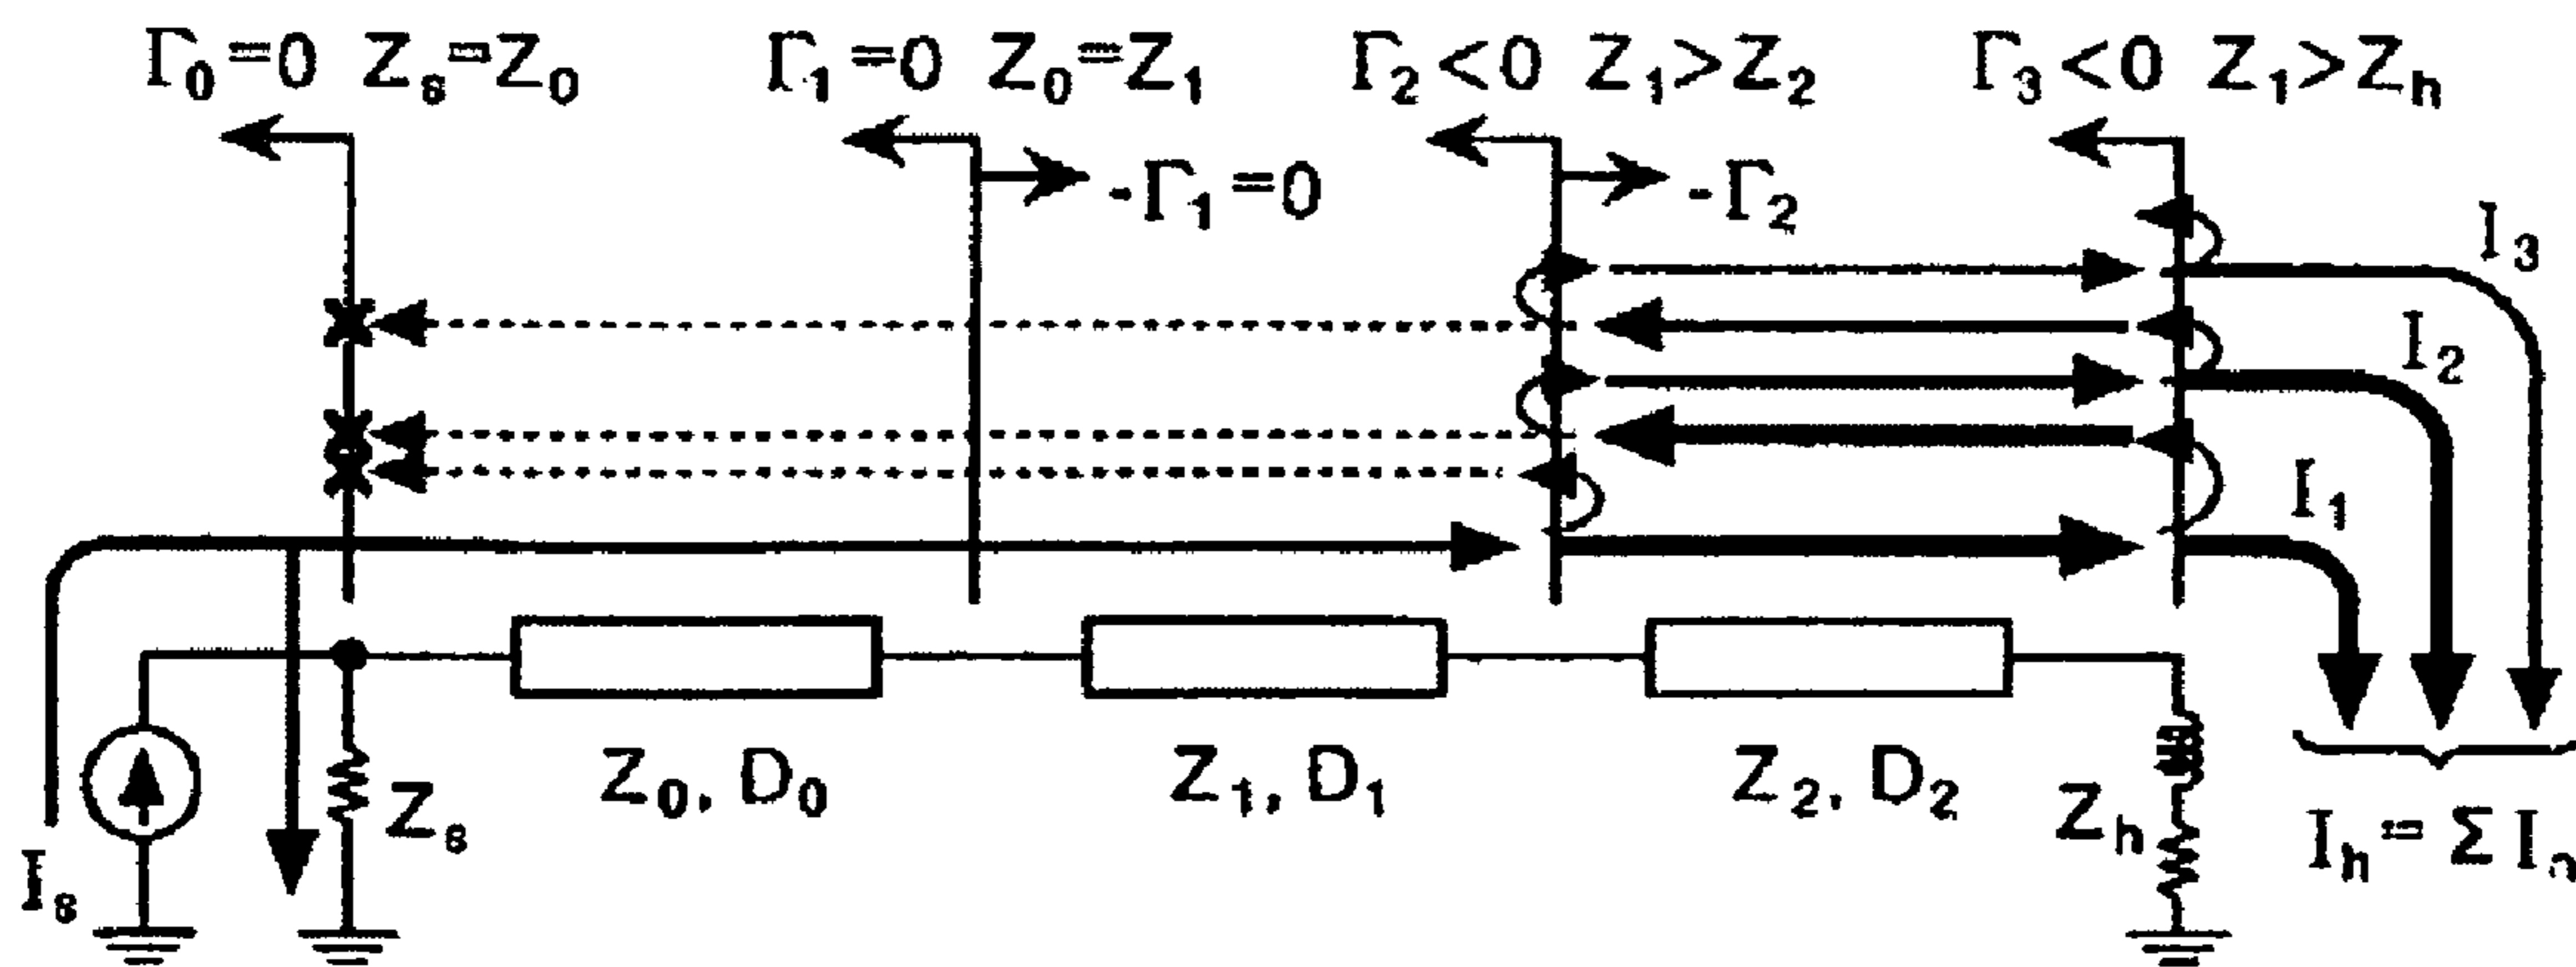 Γ₀=0 Zₛ=Z₀
Γ₁=0 Z₀=Z₁
Γ₂<0 Z₁>Z₂
Γ₃<0 Z₁>Zₕ
-Γ₁=0
-Γ₂
I₃
I₂
I₁
Z₀, D₀
Z₁, D₁
Z₂, D₂
Zₛ
Zₕ
Iₛ
Iₕ= Σ Iₙ